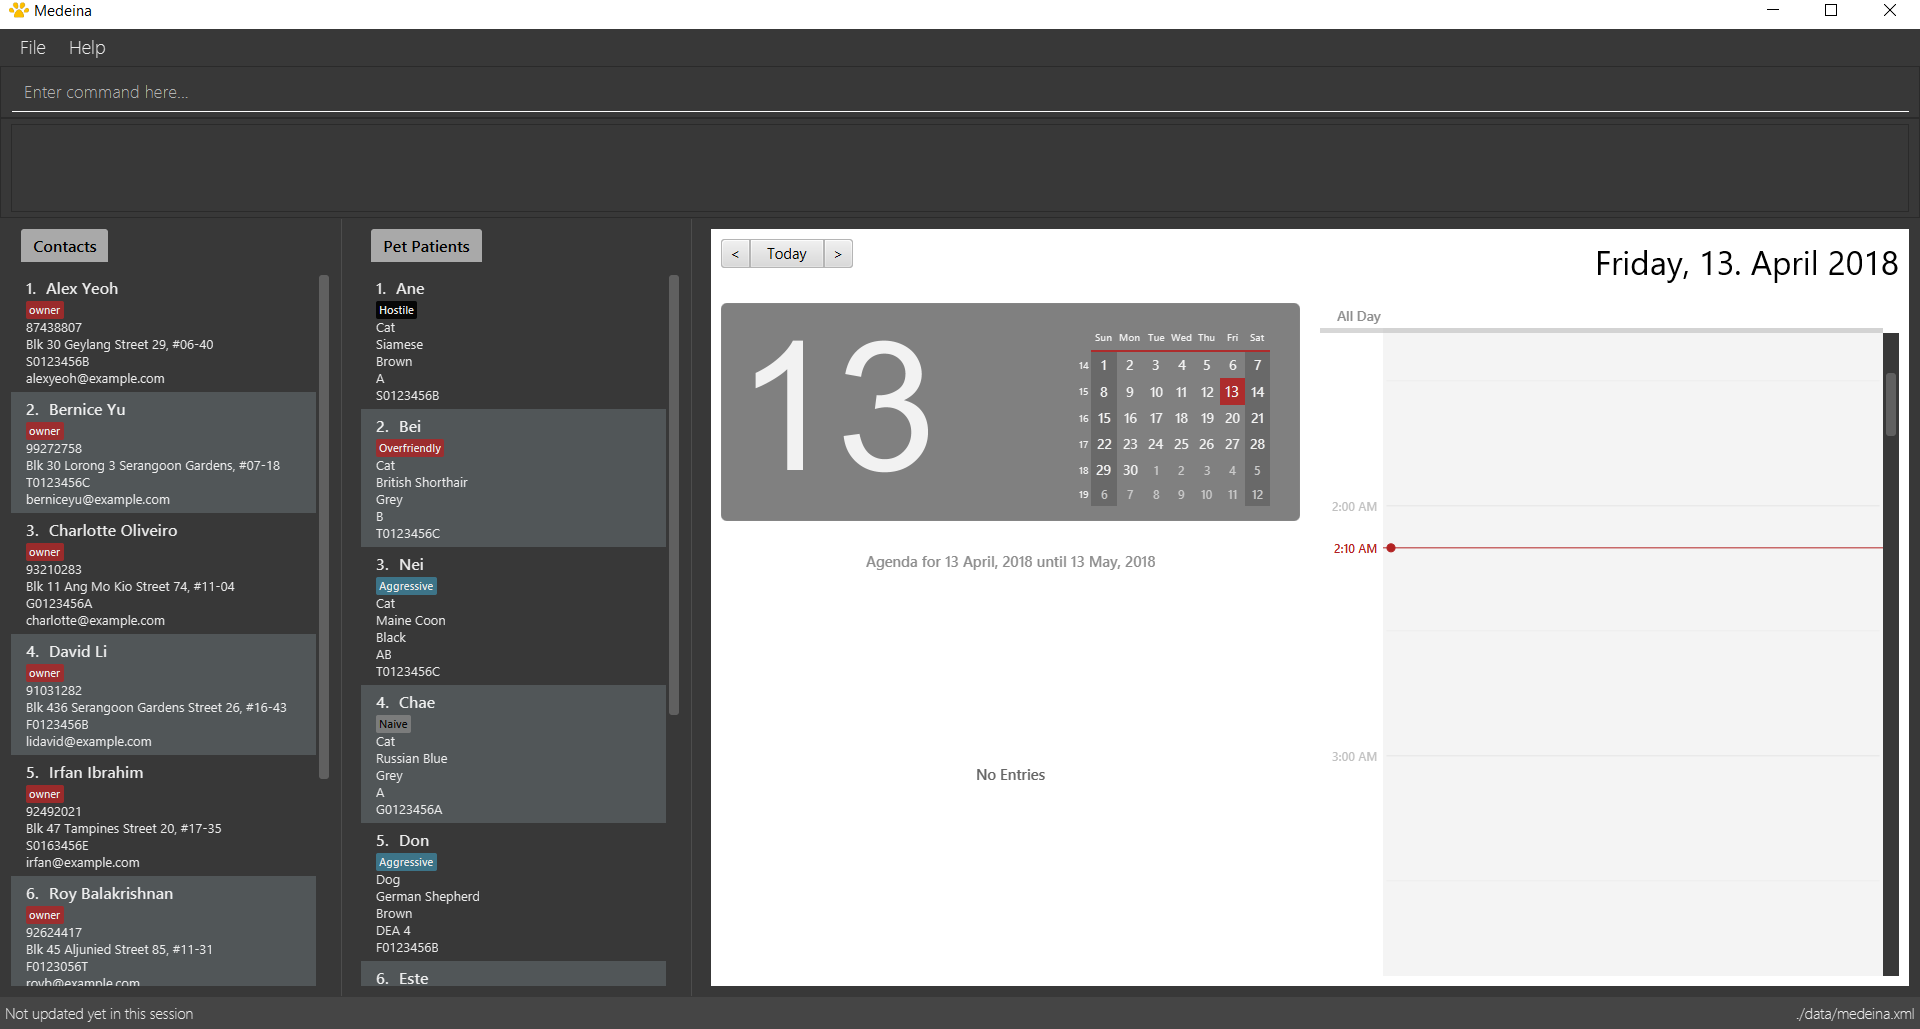 Medeina
File Help
Enter command here...
Contacts
1. Alex Yeoh
owner
87438807
Blk 30 Geylang Street 29, #06-40
S0123456B
alexyeoh@example.com
2. Bernice Yu
owner
99272758
Blk 30 Lorong 3 Serangoon Gardens, #07-18
T0123456C
berniceyu@example.com
3. Charlotte Oliveiro
owner
93210283
Blk 11 Ang Mo Kio Street 74, #11-04
G0123456A
charlotte@example.com
4. David Li
owner
91031282
Blk 436 Serangoon Gardens Street 26, #16-43
F0123456B
lidavid@example.com
5. Irfan Ibrahim
owner
92492021
Blk 47 Tampines Street 20, #17-35
S0163456E
irfan@example.com
6. Roy Balakrishnan
owner
92624417
Blk 45 Aljunied Street 85, #11-31
F0123056T
royb@example.com
Pet Patients
1. Ane
Hostile
Cat
Siamese
Brown
A
S0123456B
2. Bei
Overfriendly
Cat
British Shorthair
Grey
B
T0123456C
3. Nei
Aggressive
Cat
Maine Coon
Black
AB
T0123456C
4. Chae
Naive
Cat
Russian Blue
Grey
A
G0123456A
5. Don
Aggressive
Dog
German Shepherd
Brown
DEA 4
F0123456B
6. Este
< Today >
Friday, 13. April 2018
13
Sun Mon Tue Wed Thu Fri Sat
14 1 2 3 4 5 6 7
15 8 9 10 11 12 13 14
16 15 16 17 18 19 20 21
17 22 23 24 25 26 27 28
18 29 30 1 2 3 4 5
19 6 7 8 9 10 11 12
Agenda for 13 April, 2018 until 13 May, 2018
No Entries
All Day
2:00 AM
2:10 AM
3:00 AM
Not updated yet in this session
./data/medeina.xml